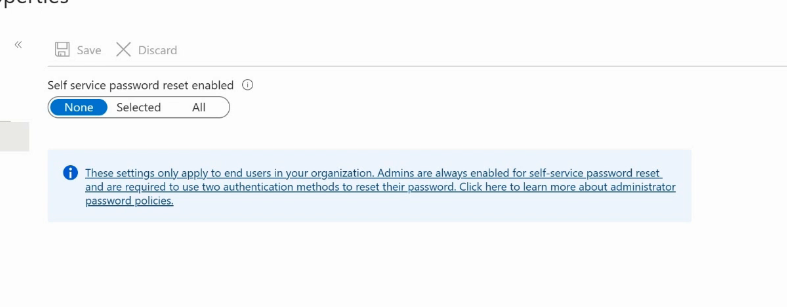 Save Discard
Self service password reset enabled
None Selected All
These settings only apply to end users in your organization. Admins are always enabled for self-service password reset
and are required to use two authentication methods to reset their password. Click here to learn more about administrator
password policies.